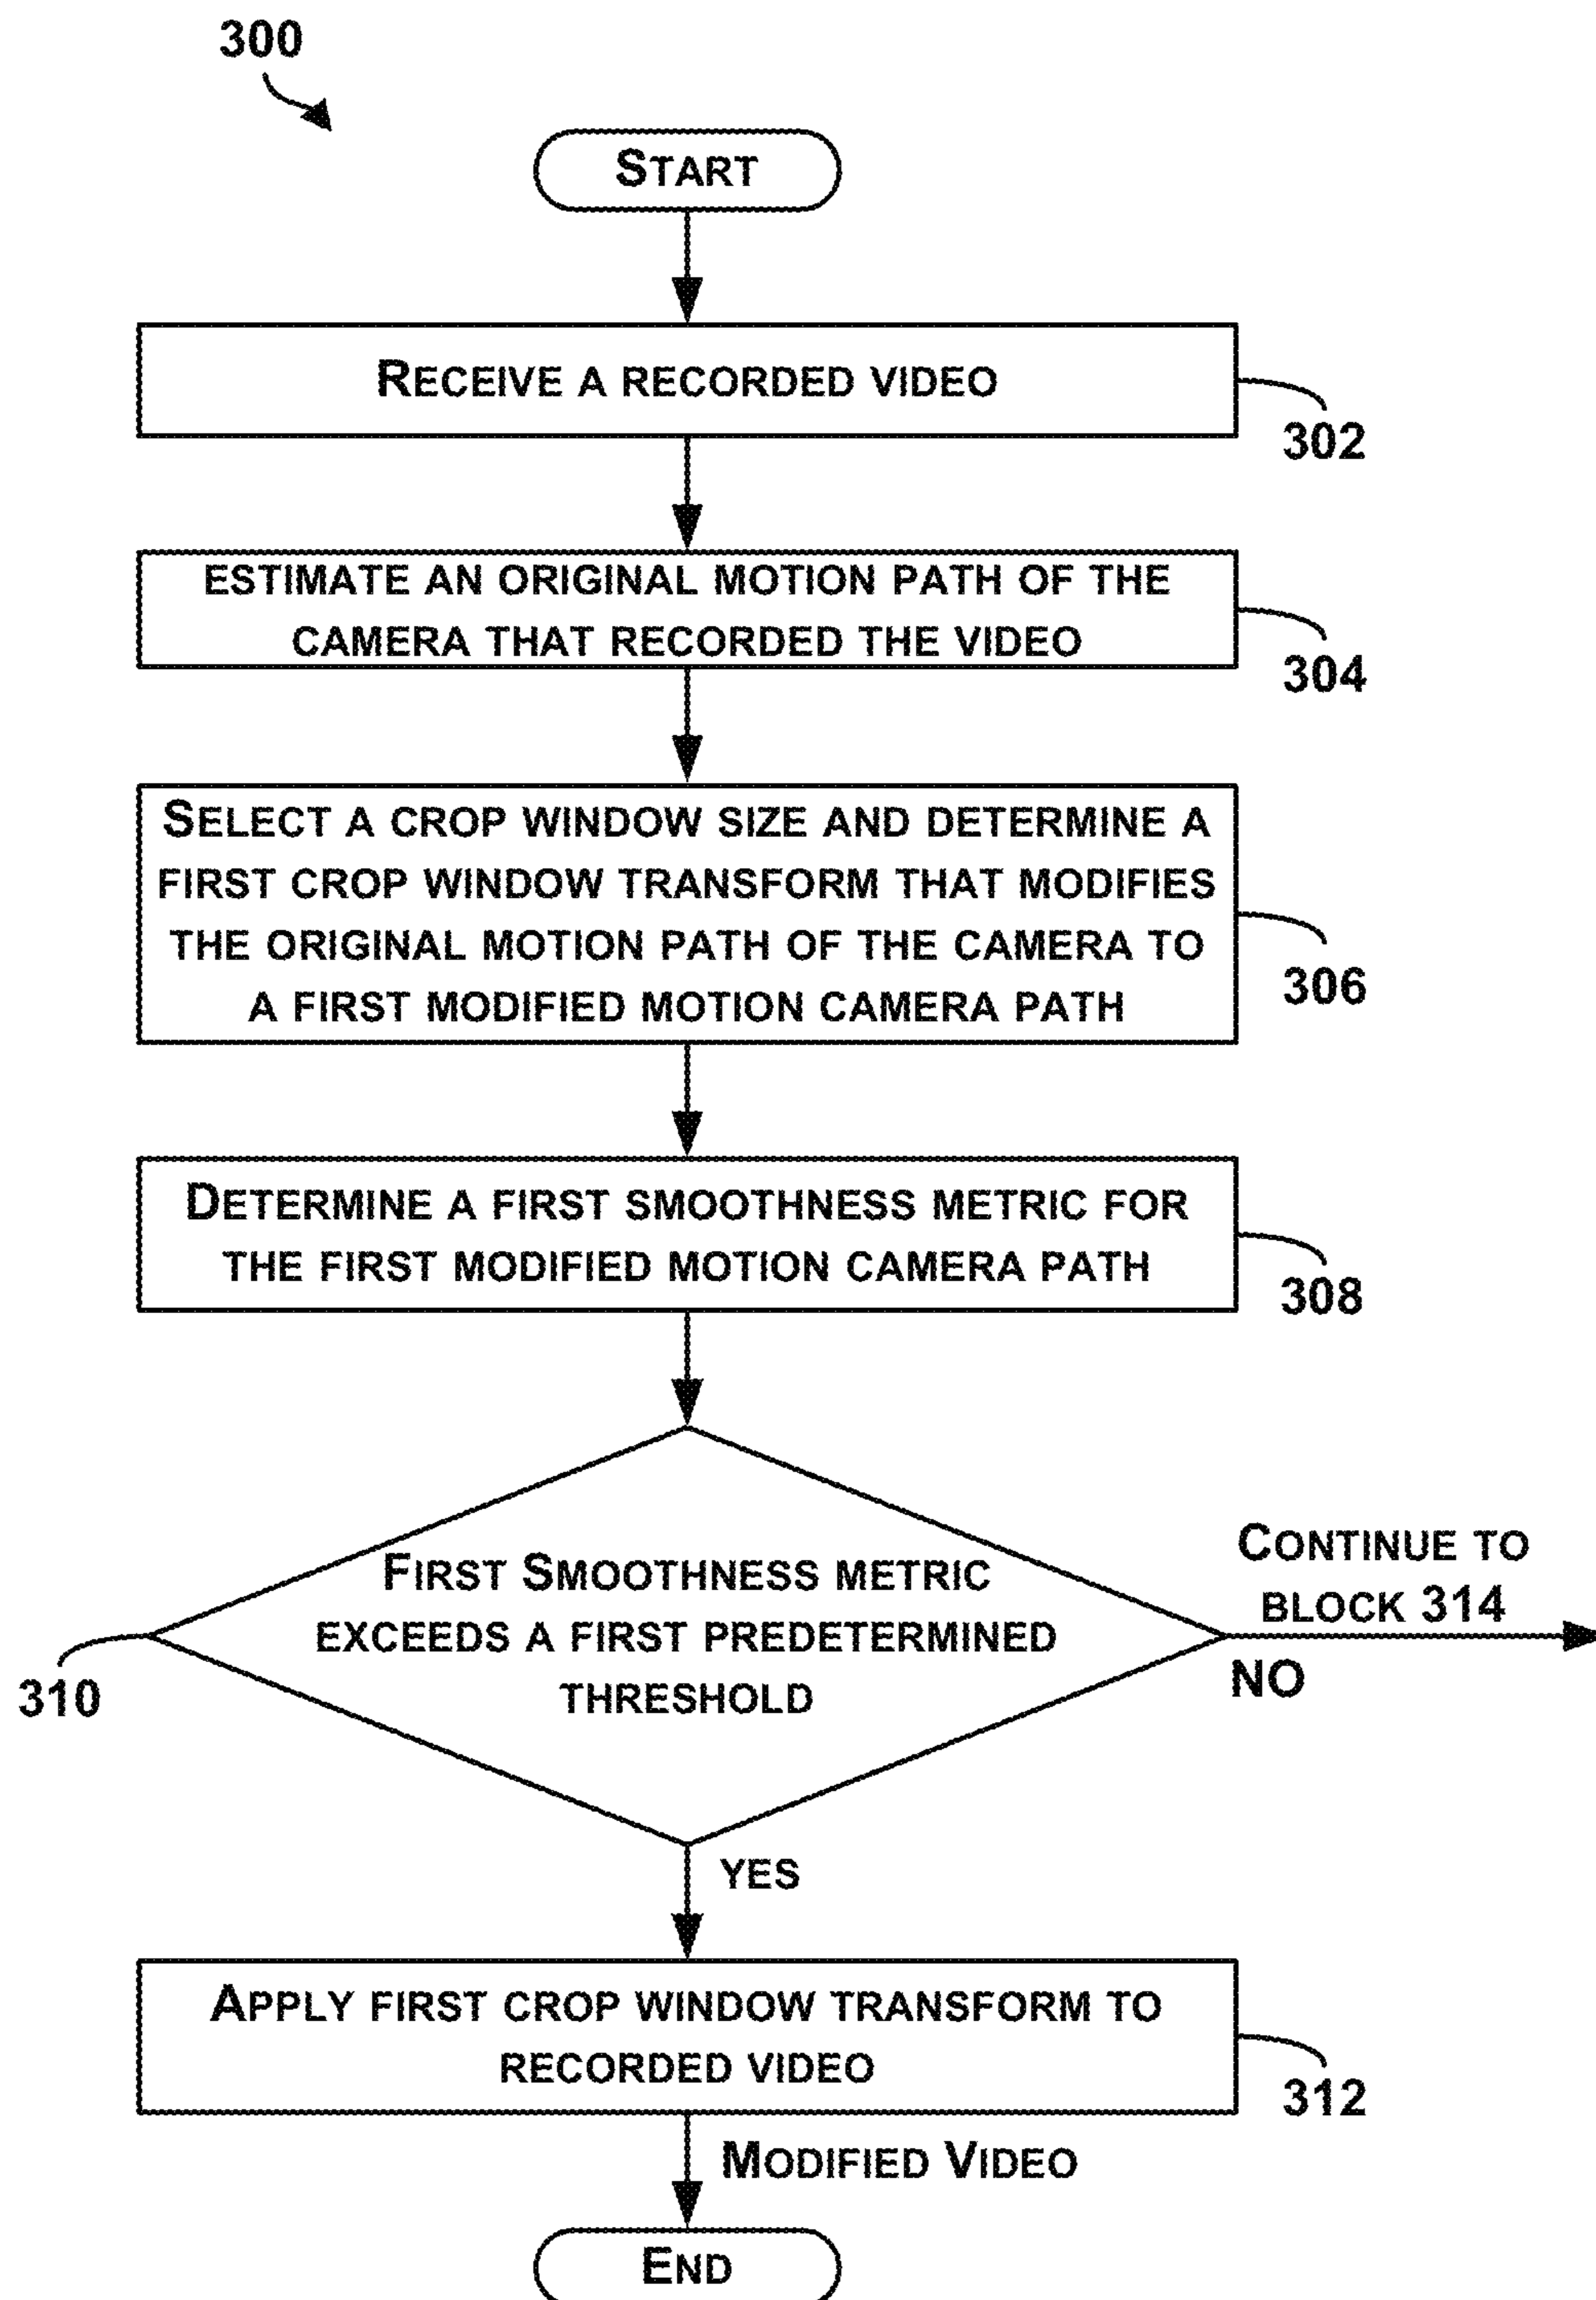 300
START
RECEIVE A RECORDED VIDEO
302
ESTIMATE AN ORIGINAL MOTION PATH OF THE
CAMERA THAT RECORDED THE VIDEO
304
SELECT A CROP WINDOW SIZE AND DETERMINE A
FIRST CROP WINDOW TRANSFORM THAT MODIFIES
THE ORIGINAL MOTION PATH OF THE CAMERA TO
A FIRST MODIFIED MOTION CAMERA PATH
306
DETERMINE A FIRST SMOOTHNESS METRIC FOR
THE FIRST MODIFIED MOTION CAMERA PATH
308
FIRST SMOOTHNESS METRIC
EXCEEDS A FIRST PREDETERMINED
THRESHOLD
310
CONTINUE TO
BLOCK 314
NO
YES
APPLY FIRST CROP WINDOW TRANSFORM TO
RECORDED VIDEO
312
MODIFIED VIDEO
END